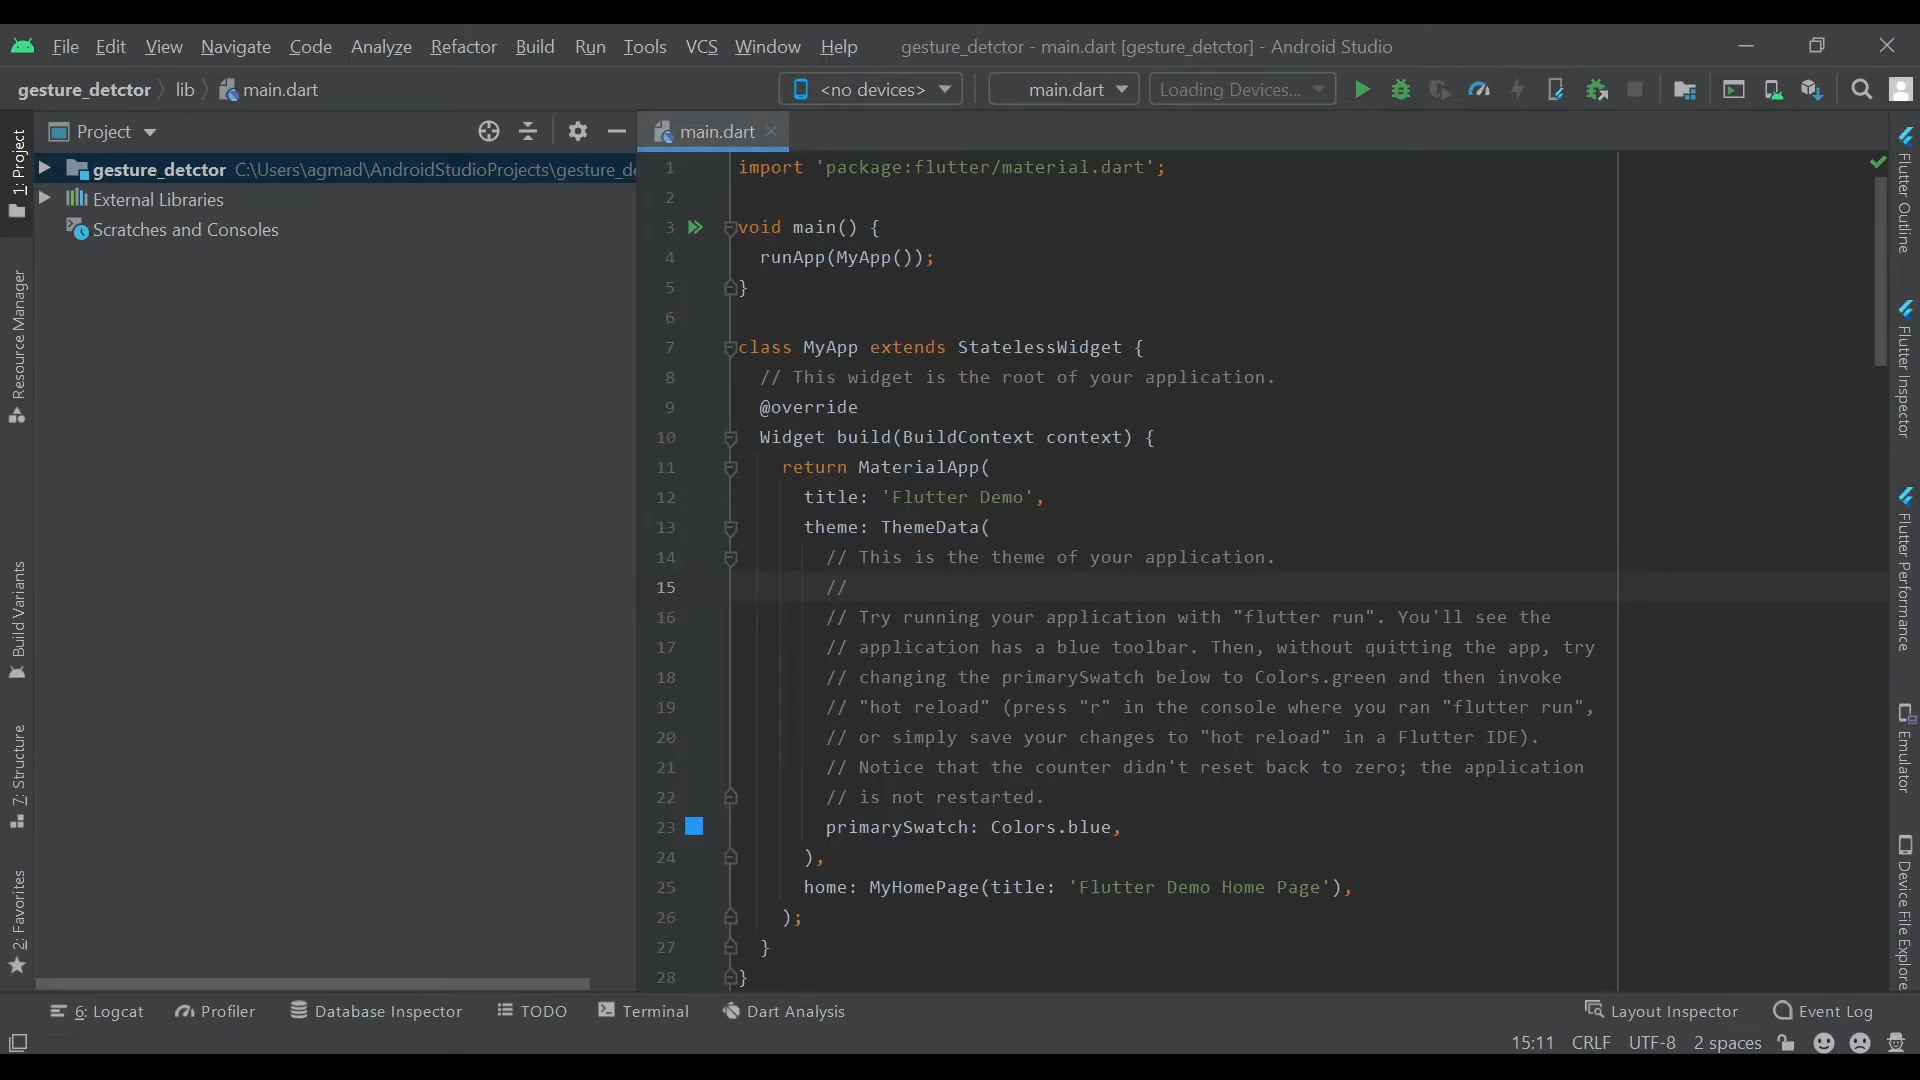 File Edit View Navigate Code Analyze Refactor Build Run Tools VCS Window Help gesture_detctor - main.dart [gesture_detctor] - Android Studio
gesture_detctor lib main.dart <no devices> main.dart Loading Devices...
1: Project
Resource Manager
Build Variants
7: Structure
2: Favorites
Project
gesture_detctor C:\Users\agmad\AndroidStudioProjects\gesture_de
External Libraries
Scratches and Consoles
main.dart
1 import 'package:flutter/material.dart';
2
3 void main() {
4 runApp(MyApp());
5 }
6
7 class MyApp extends StatelessWidget {
8 // This widget is the root of your application.
9 @override
10 Widget build(BuildContext context) {
11 return MaterialApp(
12 title: 'Flutter Demo',
13 theme: ThemeData(
14 // This is the theme of your application.
15 //
16 // Try running your application with "flutter run". You'll see the
17 // application has a blue toolbar. Then, without quitting the app, try
18 // changing the primarySwatch below to Colors.green and then invoke
19 // "hot reload" (press "r" in the console where you ran "flutter run",
20 // or simply save your changes to "hot reload" in a Flutter IDE).
21 // Notice that the counter didn't reset back to zero; the application
22 // is not restarted.
23 primarySwatch: Colors.blue,
24 ),
25 home: MyHomePage(title: 'Flutter Demo Home Page'),
26 );
27 }
28 }
Flutter Outline
Flutter Inspector
Flutter Performance
Emulator
Device File Explore
6: Logcat Profiler Database Inspector TODO Terminal Dart Analysis Layout Inspector Event Log
15:11 CRLF UTF-8 2 spaces